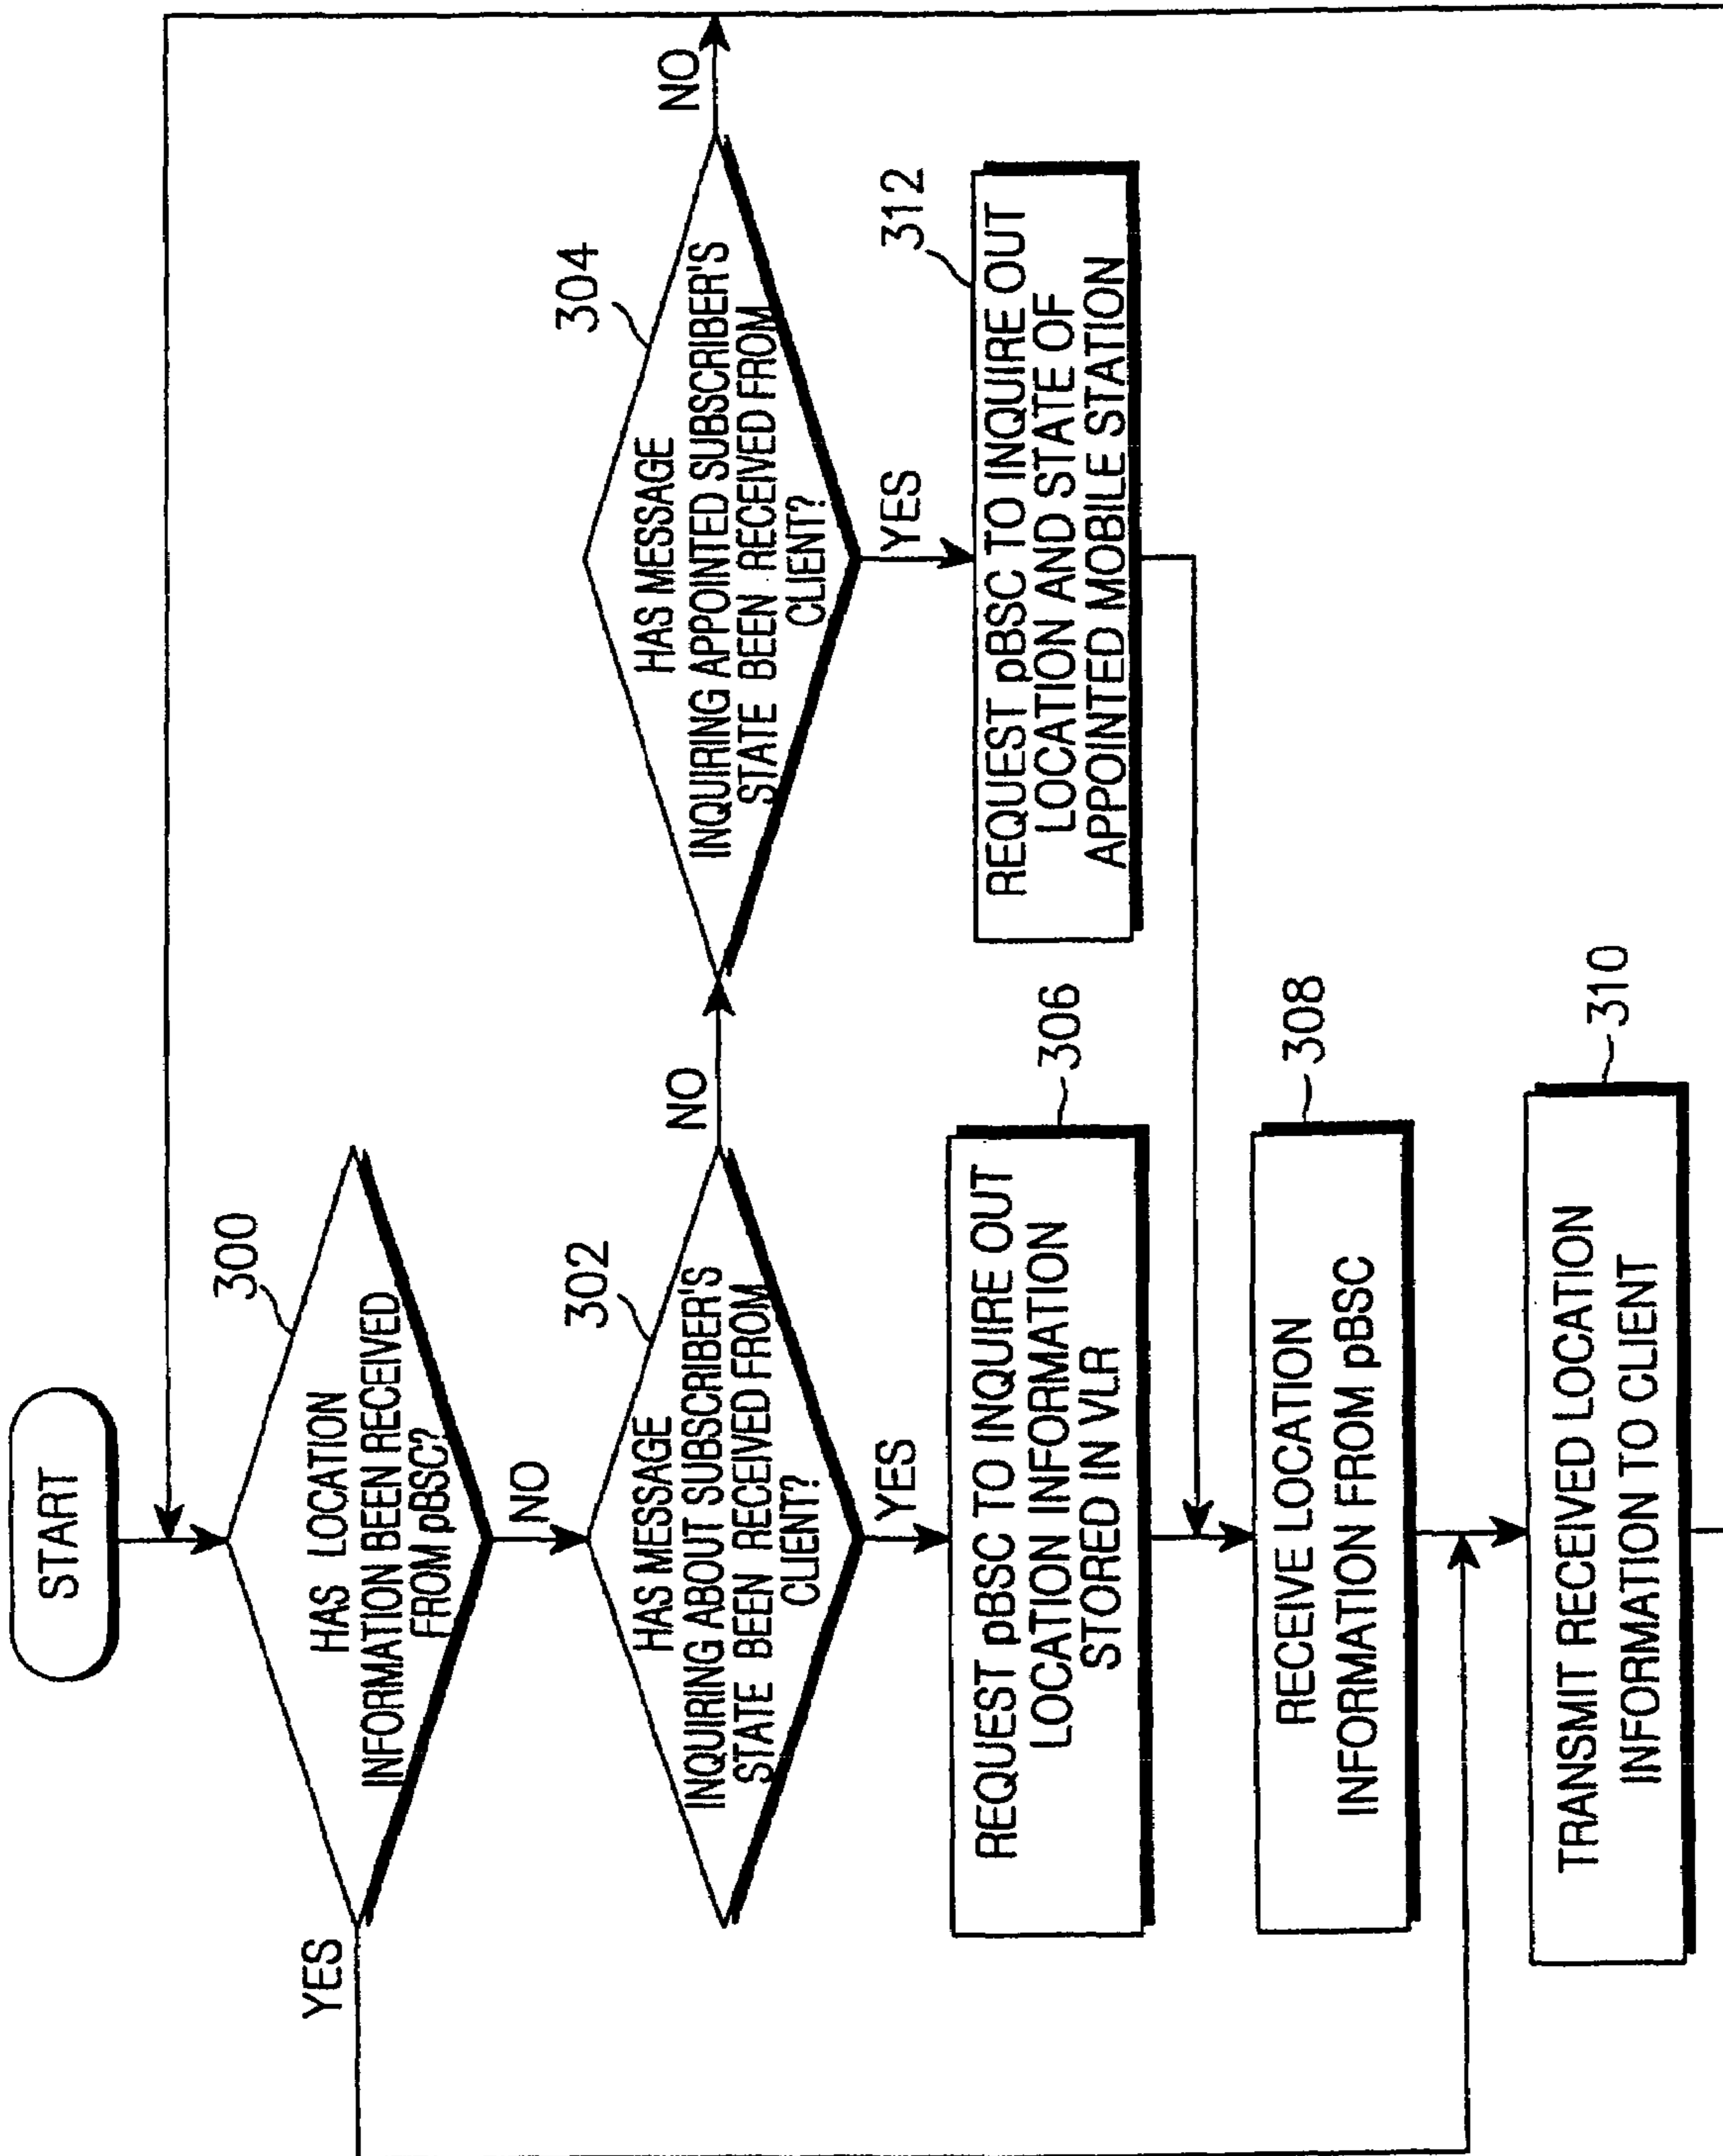 START
300
HAS LOCATION
INFORMATION BEEN RECEIVED
FROM pBSC?
YES
NO
302
HAS MESSAGE
INQUIRING ABOUT SUBSCRIBER'S
STATE BEEN RECEIVED FROM
CLIENT?
NO
YES
304
HAS MESSAGE
INQUIRING APPOINTED SUBSCRIBER'S
STATE BEEN RECEIVED FROM
CLIENT?
NO
YES
306
REQUEST pBSC TO INQUIRE OUT
LOCATION INFORMATION
STORED IN VLR
312
REQUEST pBSC TO INQUIRE OUT
LOCATION AND STATE OF
APPOINTED MOBILE STATION
308
RECEIVE LOCATION
INFORMATION FROM pBSC
310
TRANSMIT RECEIVED LOCATION
INFORMATION TO CLIENT